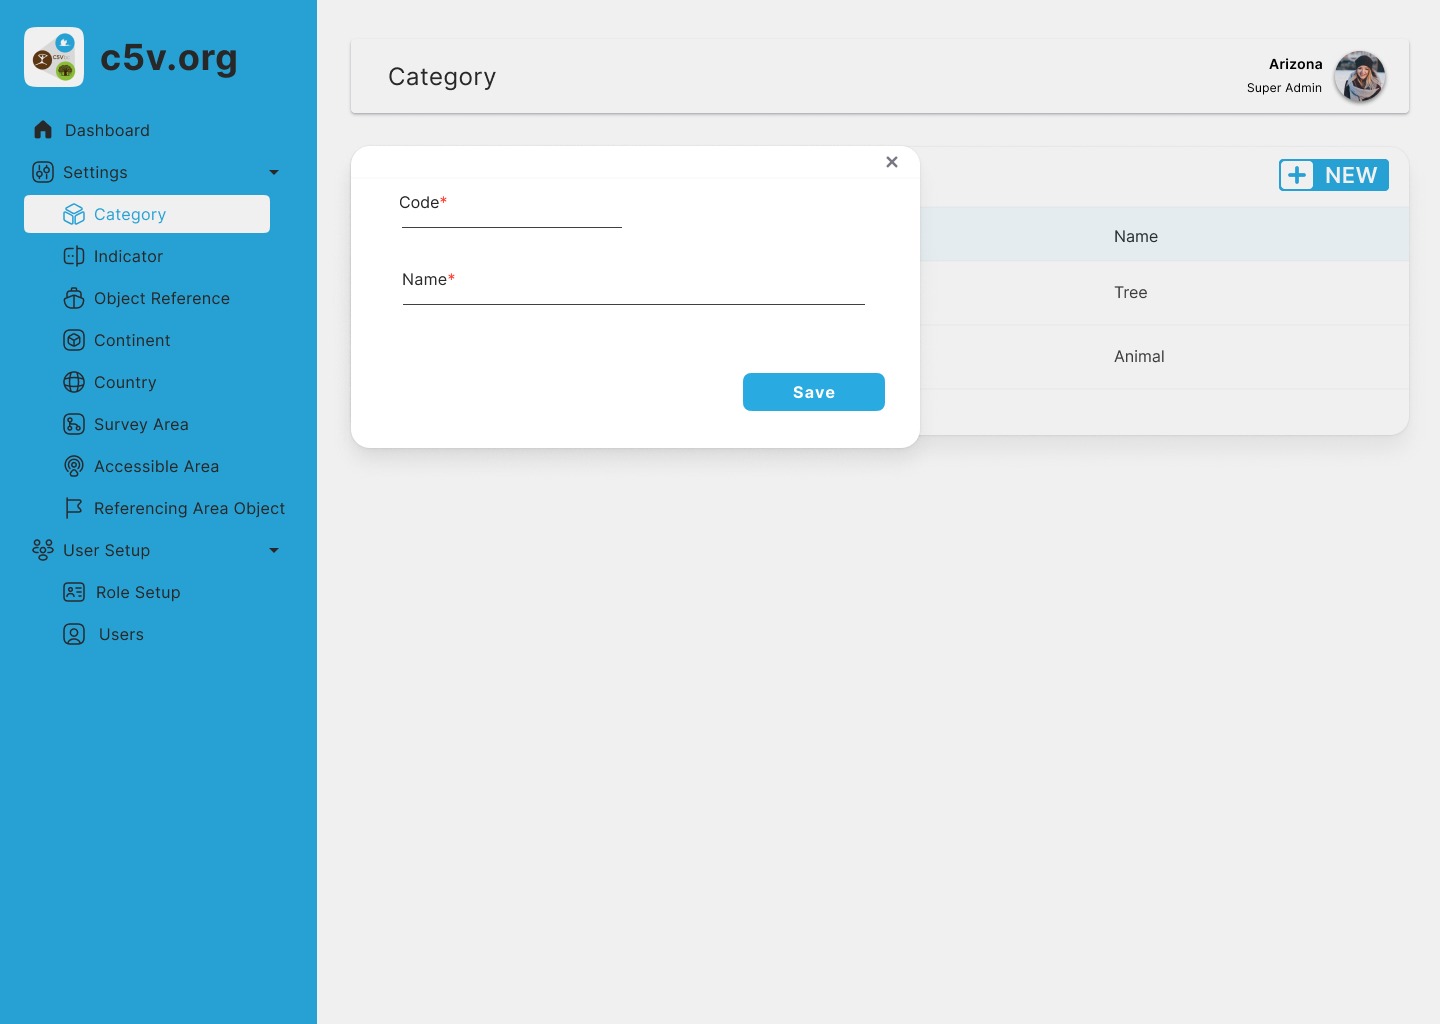 c5v.org
Dashboard
Settings
Category
Indicator
Object Reference
Continent
Country
Survey Area
Accessible Area
Referencing Area Object
User Setup
Role Setup
Users
Category
Arizona
Super Admin
Code*
Name*
Save
NEW
Name
Tree
Animal